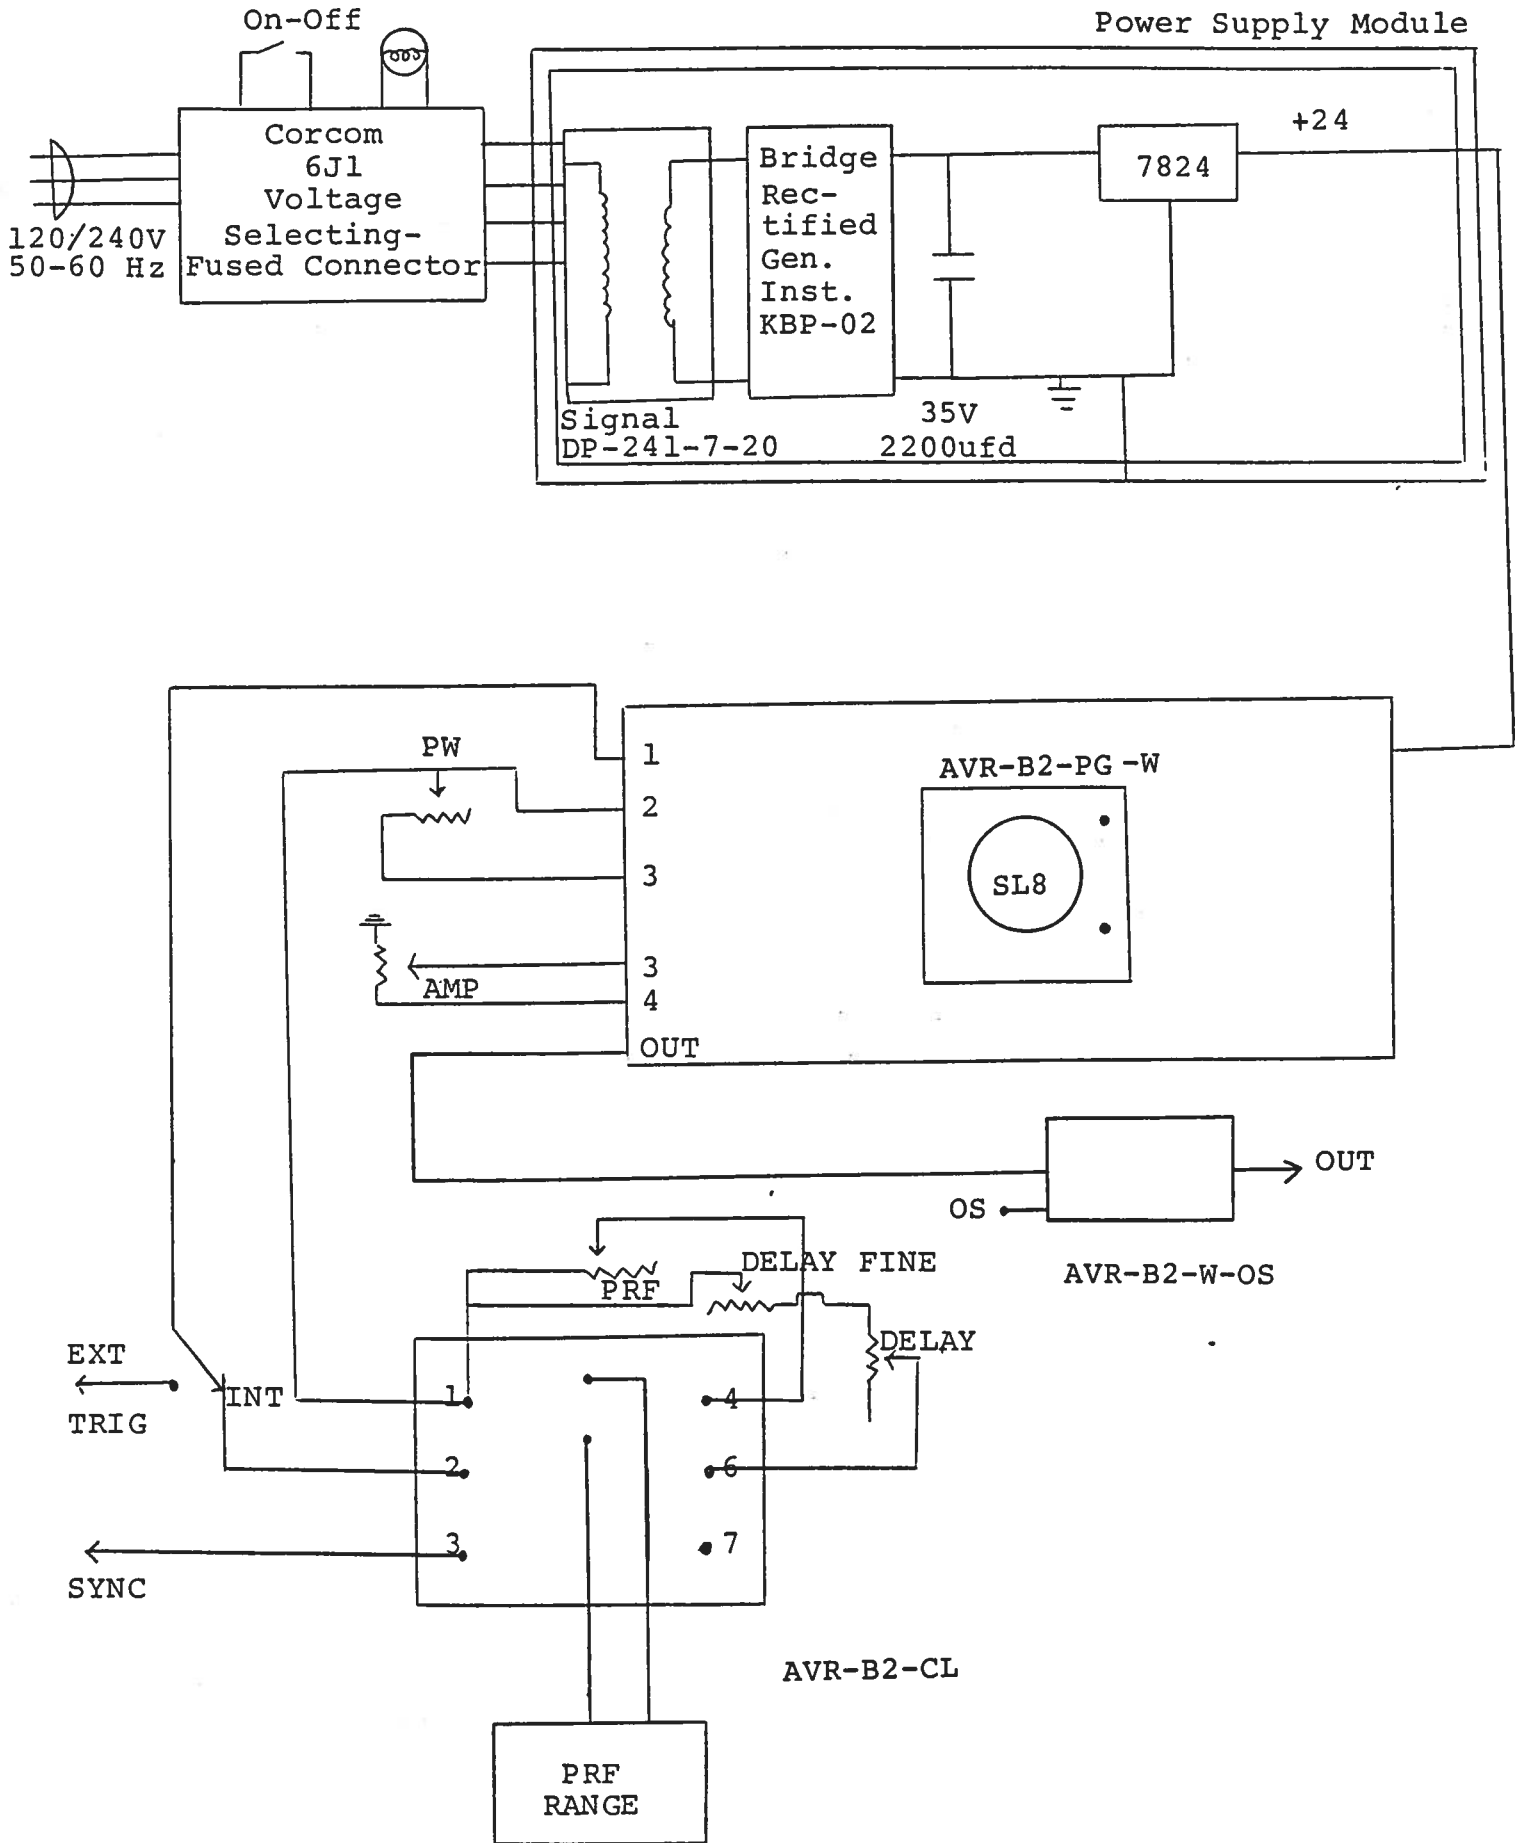 On-Off
Power Supply Module
Corcom
6J1
Voltage
Selecting-
Fused Connector
120/240V
50-60 Hz
Bridge
Rec-
tified
Gen.
Inst.
KBP-02
7824
+24
Signal
DP-241-7-20
35V
2200ufd
PW
1
2
3
3
4
OUT
AMP
AVR-B2-PG-W
SL8
OUT
OS
AVR-B2-W-OS
PRF
DELAY FINE
DELAY
EXT
TRIG
INT
1
2
3
4
6
7
SYNC
AVR-B2-CL
PRF
RANGE